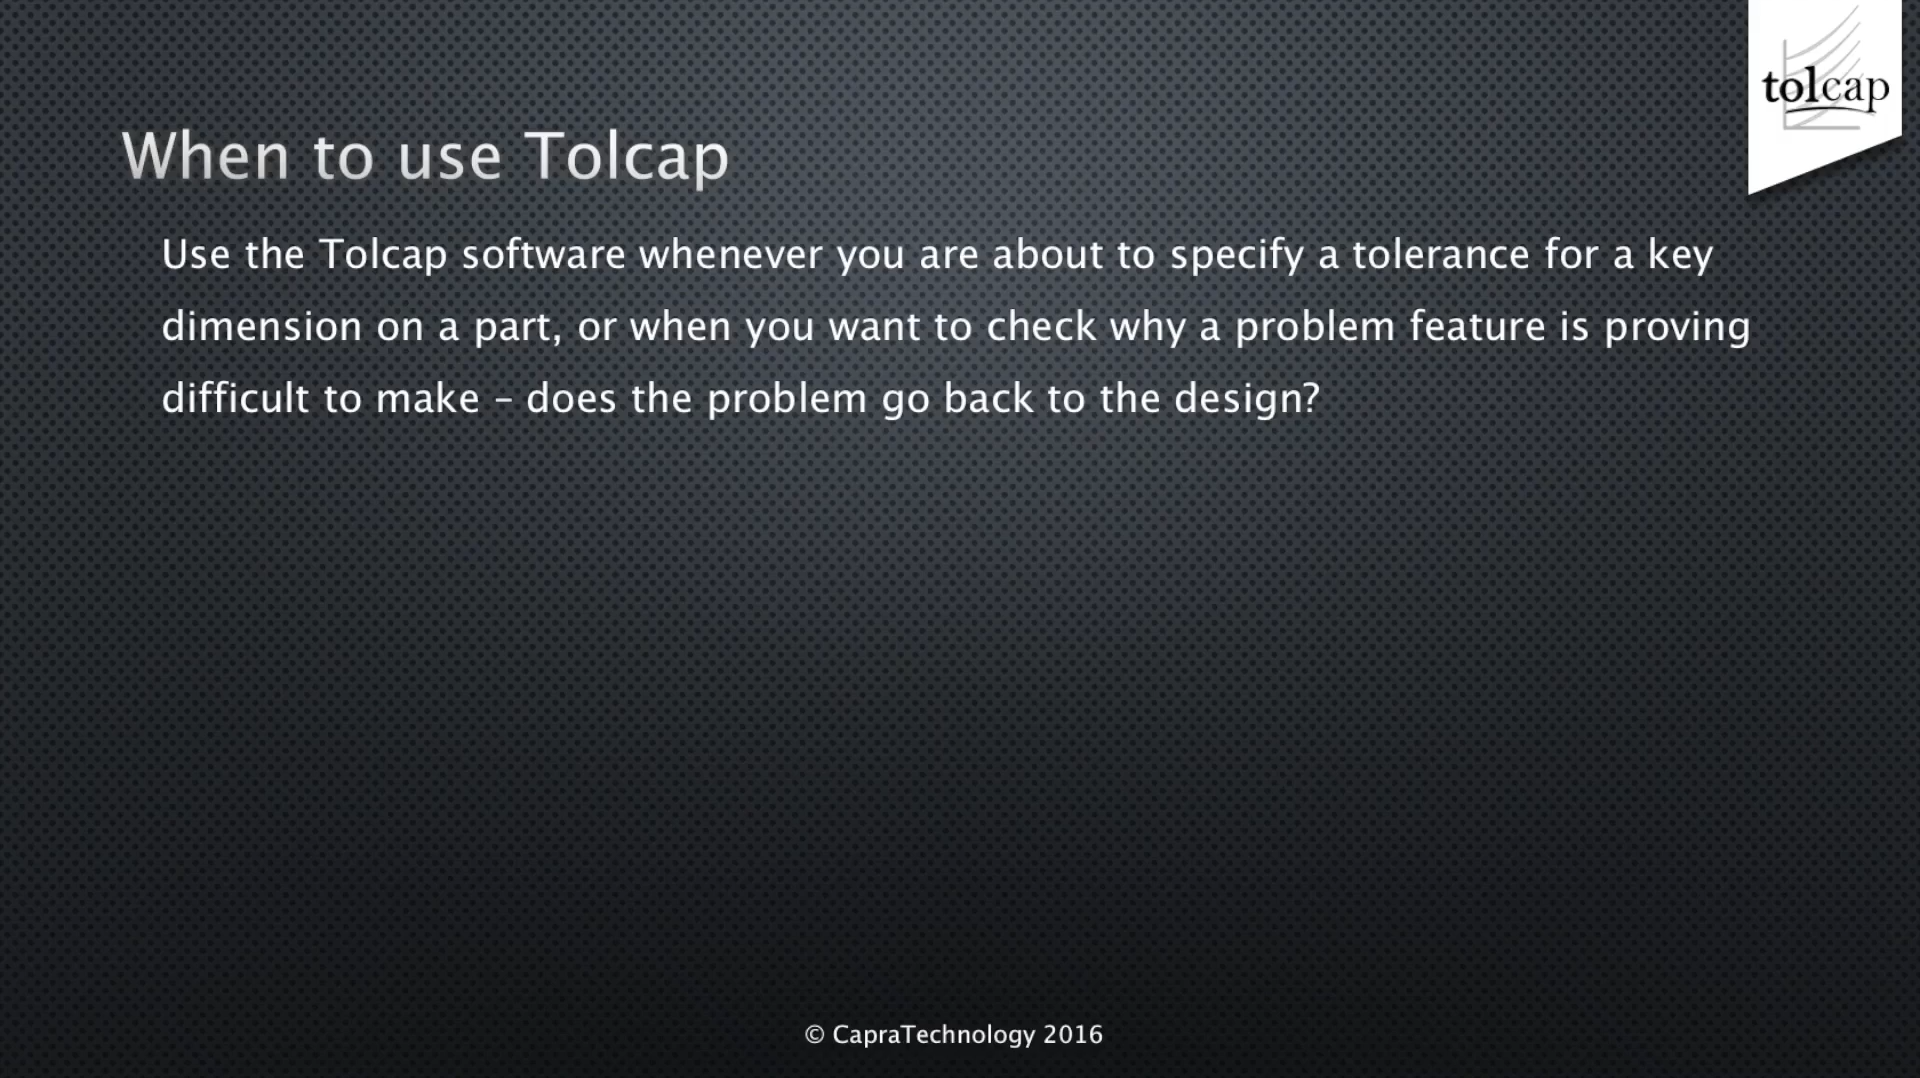 tolcap
When to use Tolcap
Use the Tolcap software whenever you are about to specify a tolerance for a key
dimension on a part, or when you want to check why a problem feature is proving
difficult to make – does the problem go back to the design?
© CapraTechnology 2016